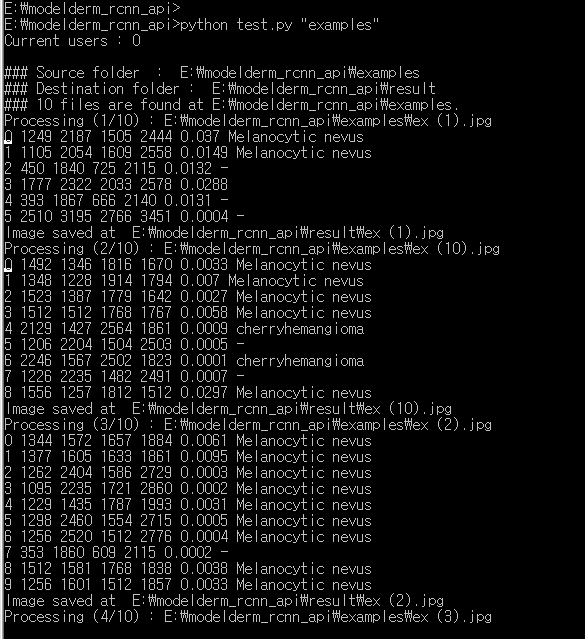 E:₩modelderm_rcnn_api>
E:₩modelderm_rcnn_api>python test.py "examples"
Current users : 0
### Source folder  :  E:₩modelderm_rcnn_api₩examples
### Destination folder :  E:₩modelderm_rcnn_api₩result
### 10 files are found at E:₩modelderm_rcnn_api₩examples.
Processing (1/10) : E:₩modelderm_rcnn_api₩examples₩ex (1).jpg
0 1249 2187 1505 2444 0.037 Melanocytic nevus
1 1105 2054 1609 2558 0.0149 Melanocytic nevus
2 450 1840 725 2115 0.0132 -
3 1777 2322 2033 2578 0.0288
4 393 1867 666 2140 0.0131 -
5 2510 3195 2766 3451 0.0004 -
Image saved at  E:₩modelderm_rcnn_api₩result₩ex (1).jpg
Processing (2/10) : E:₩modelderm_rcnn_api₩examples₩ex (10).jpg
0 1492 1346 1816 1670 0.0033 Melanocytic nevus
1 1348 1228 1914 1794 0.007 Melanocytic nevus
2 1523 1387 1779 1642 0.0027 Melanocytic nevus
3 1512 1512 1768 1767 0.0058 Melanocytic nevus
4 2129 1427 2564 1861 0.0009 cherryhemangioma
5 1206 2204 1504 2503 0.0005 -
6 2246 1567 2502 1823 0.0001 cherryhemangioma
7 1226 2235 1482 2491 0.0007 -
8 1556 1257 1812 1512 0.0297 Melanocytic nevus
Image saved at  E:₩modelderm_rcnn_api₩result₩ex (10).jpg
Processing (3/10) : E:₩modelderm_rcnn_api₩examples₩ex (2).jpg
0 1344 1572 1657 1884 0.0061 Melanocytic nevus
1 1377 1605 1633 1861 0.0095 Melanocytic nevus
2 1262 2404 1586 2729 0.0003 Melanocytic nevus
3 1095 2235 1721 2860 0.0002 Melanocytic nevus
4 1229 1435 1787 1993 0.0031 Melanocytic nevus
5 1298 2460 1554 2715 0.0005 Melanocytic nevus
6 1256 2520 1512 2776 0.0004 Melanocytic nevus
7 353 1860 609 2115 0.0002 -
8 1512 1581 1768 1838 0.0038 Melanocytic nevus
9 1256 1601 1512 1857 0.0033 Melanocytic nevus
Image saved at  E:₩modelderm_rcnn_api₩result₩ex (2).jpg
Processing (4/10) : E:₩modelderm_rcnn_api₩examples₩ex (3).jpg